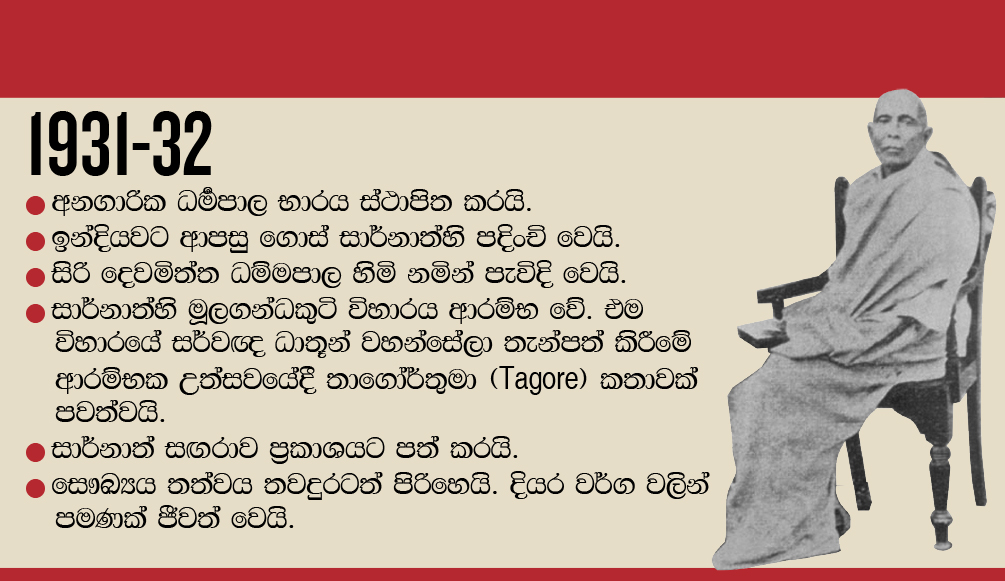 1931-32
● අනගාරික ධර්මපාල භාරය ස්ථාපිත කරයි.
● ඉන්දියවට ආපසු ගොස් සාර්නාත්හි පදිංචි වෙයි.
● සිරි දෙවමිත්ත ධම්මපාල හිමි නමින් පැවිදි වෙයි.
● සාර්නාත්හි මූලගන්ධකුටි විහාරය ආරම්භ වේ. එම
විහාරයේ සර්වඥ ධාතූන් වහන්සේලා තැන්පත් කිරීමේ
ආරම්භක උත්සවයේදී තාගෝර්තුමා (Tagore) කතාවක්
පවත්වයි.
● සාර්නාත් සඟරාව ප්‍රකාශයට පත් කරයි.
● සෞඛ්‍යය තත්වය තවදුරටත් පිරිහෙයි. දියර වර්ග වලින්
පමණක් ජීවත් වෙයි.